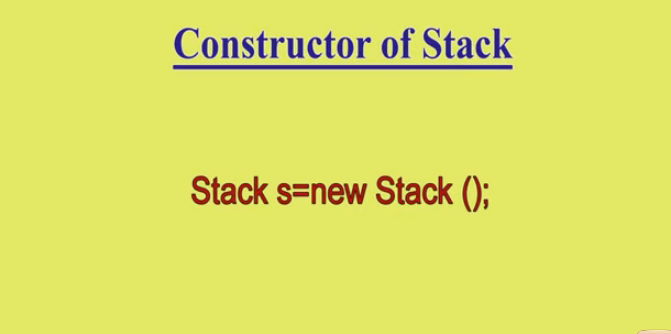 Constructor of Stack
Stack s=new Stack ();